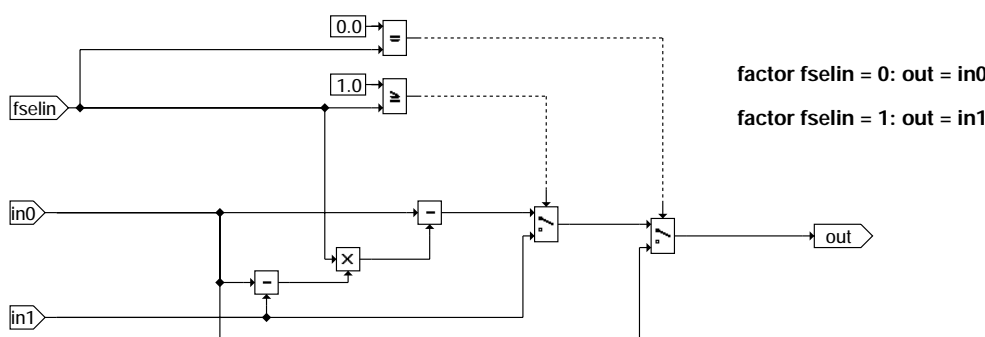 0.0
=
factor fselin = 0: out = in0
1.0
≥
fselin
factor fselin = 1: out = in1
in0
-
out
X
-
in1